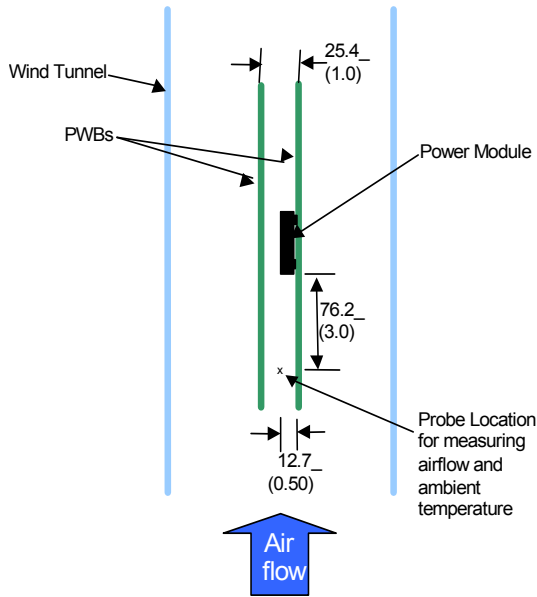 25.4_
(1.0)
Wind Tunnel
PWBs
Power Module
76.2_
(3.0)
x
Probe Location
for measuring
airflow and
ambient
temperature
12.7_
(0.50)
Air
flow